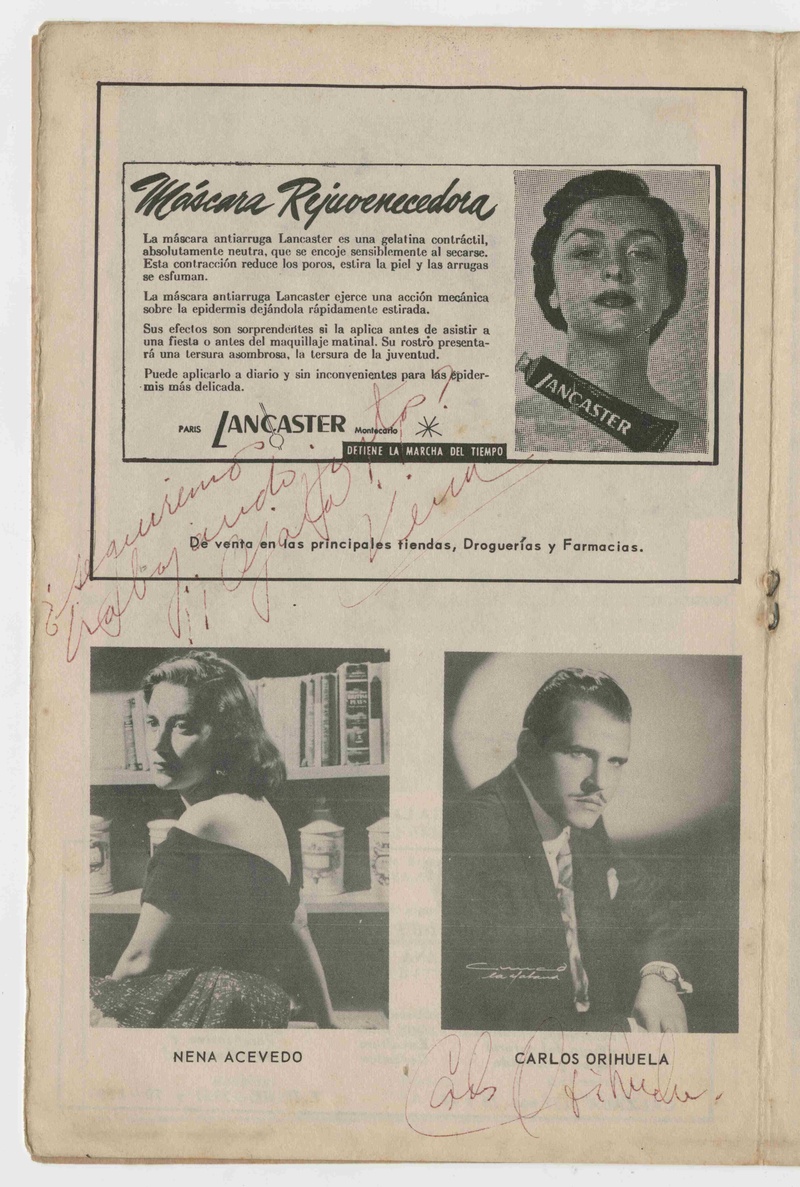 Máscara Rejuvenecedora
La máscara antiarruga Lancaster es una gelatina contráctil,
absolutamente neutra, que se encoje sensiblemente al secarse.
Esta contracción reduce los poros, estira la piel y las arrugas
se esfuman.
La máscara antiarruga Lancaster ejerce una acción mecánica
sobre la epidermis dejándola rápidamente estirada.
Sus efectos son sorprendentes si la aplica antes de asistir a
una fiesta o antes del maquillaje matinal. Su rostro presenta-
rá una tersura asombrosa, la tersura de la juventud.
Puede aplicarlo a diario y sin inconvenientes para las epider-
mis más delicada.
PARIS LANCASTER Montecarlo
DETIENE LA MARCHA DEL TIEMPO
LANCASTER
¿seguiremos
trabajando juntos?
¡¡Ojalá!!
Nena
De venta en las principales tiendas, Droguerías y Farmacias.
la Habana
NENA ACEVEDO
CARLOS ORIHUELA
Carlos Orihuela.